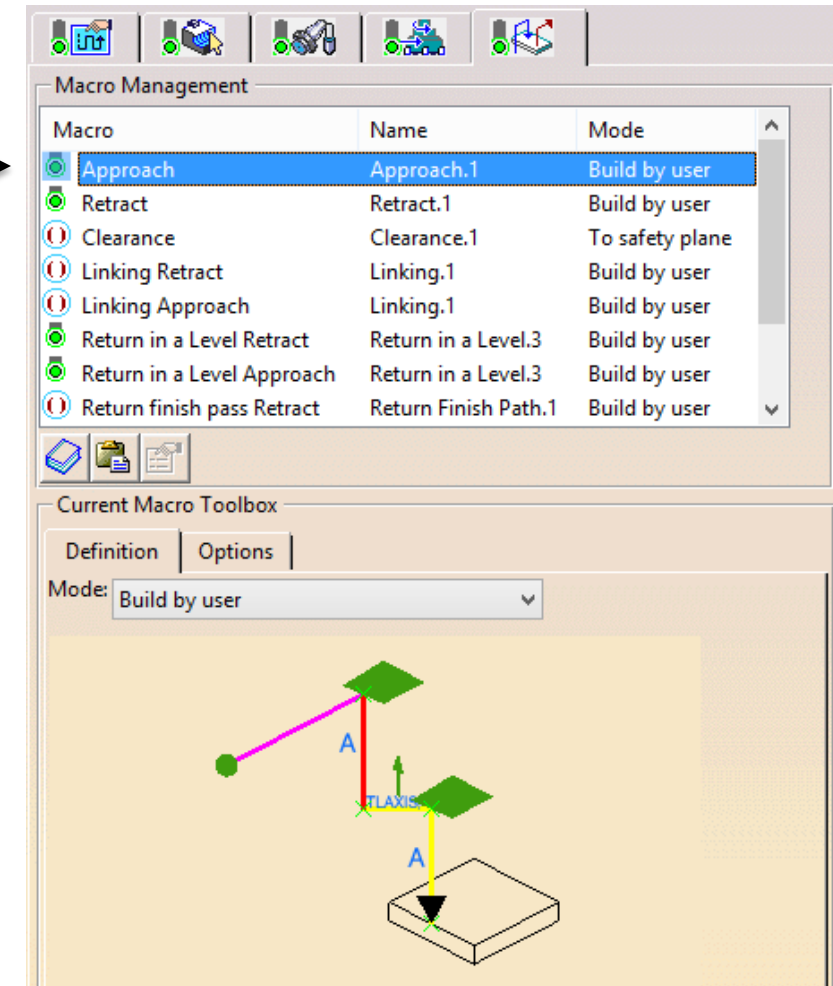 Macro Management
Macro Name Mode
Approach Approach.1 Build by user
Retract Retract.1 Build by user
Clearance Clearance.1 To safety plane
Linking Retract Linking.1 Build by user
Linking Approach Linking.1 Build by user
Return in a Level Retract Return in a Level.3 Build by user
Return in a Level Approach Return in a Level.3 Build by user
Return finish pass Retract Return Finish Path.1 Build by user
Current Macro Toolbox
Definition Options
Mode: Build by user
A
TLAXIS
A